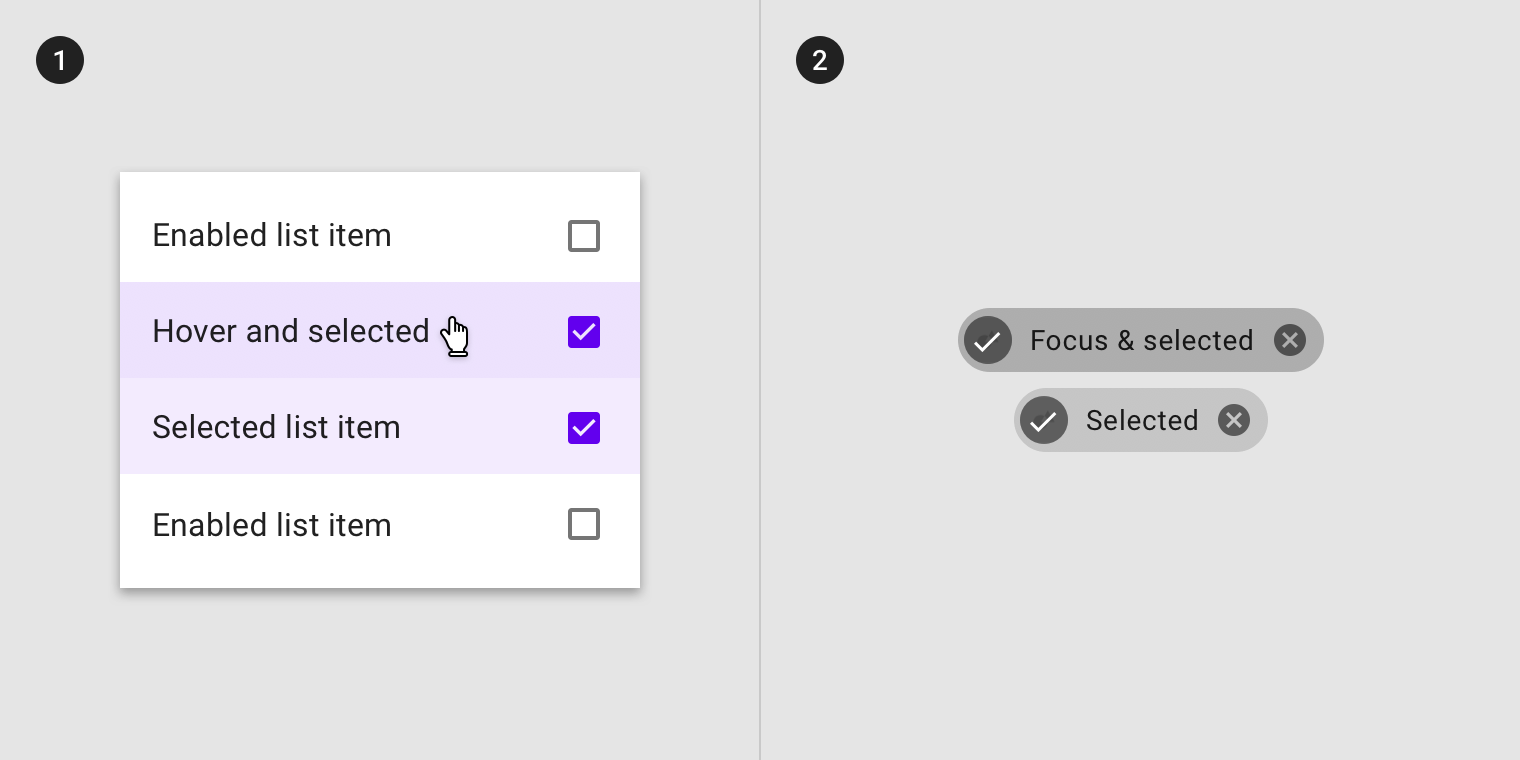 1
Enabled list item
Hover and selected
Selected list item
Enabled list item
2
Focus & selected
Selected